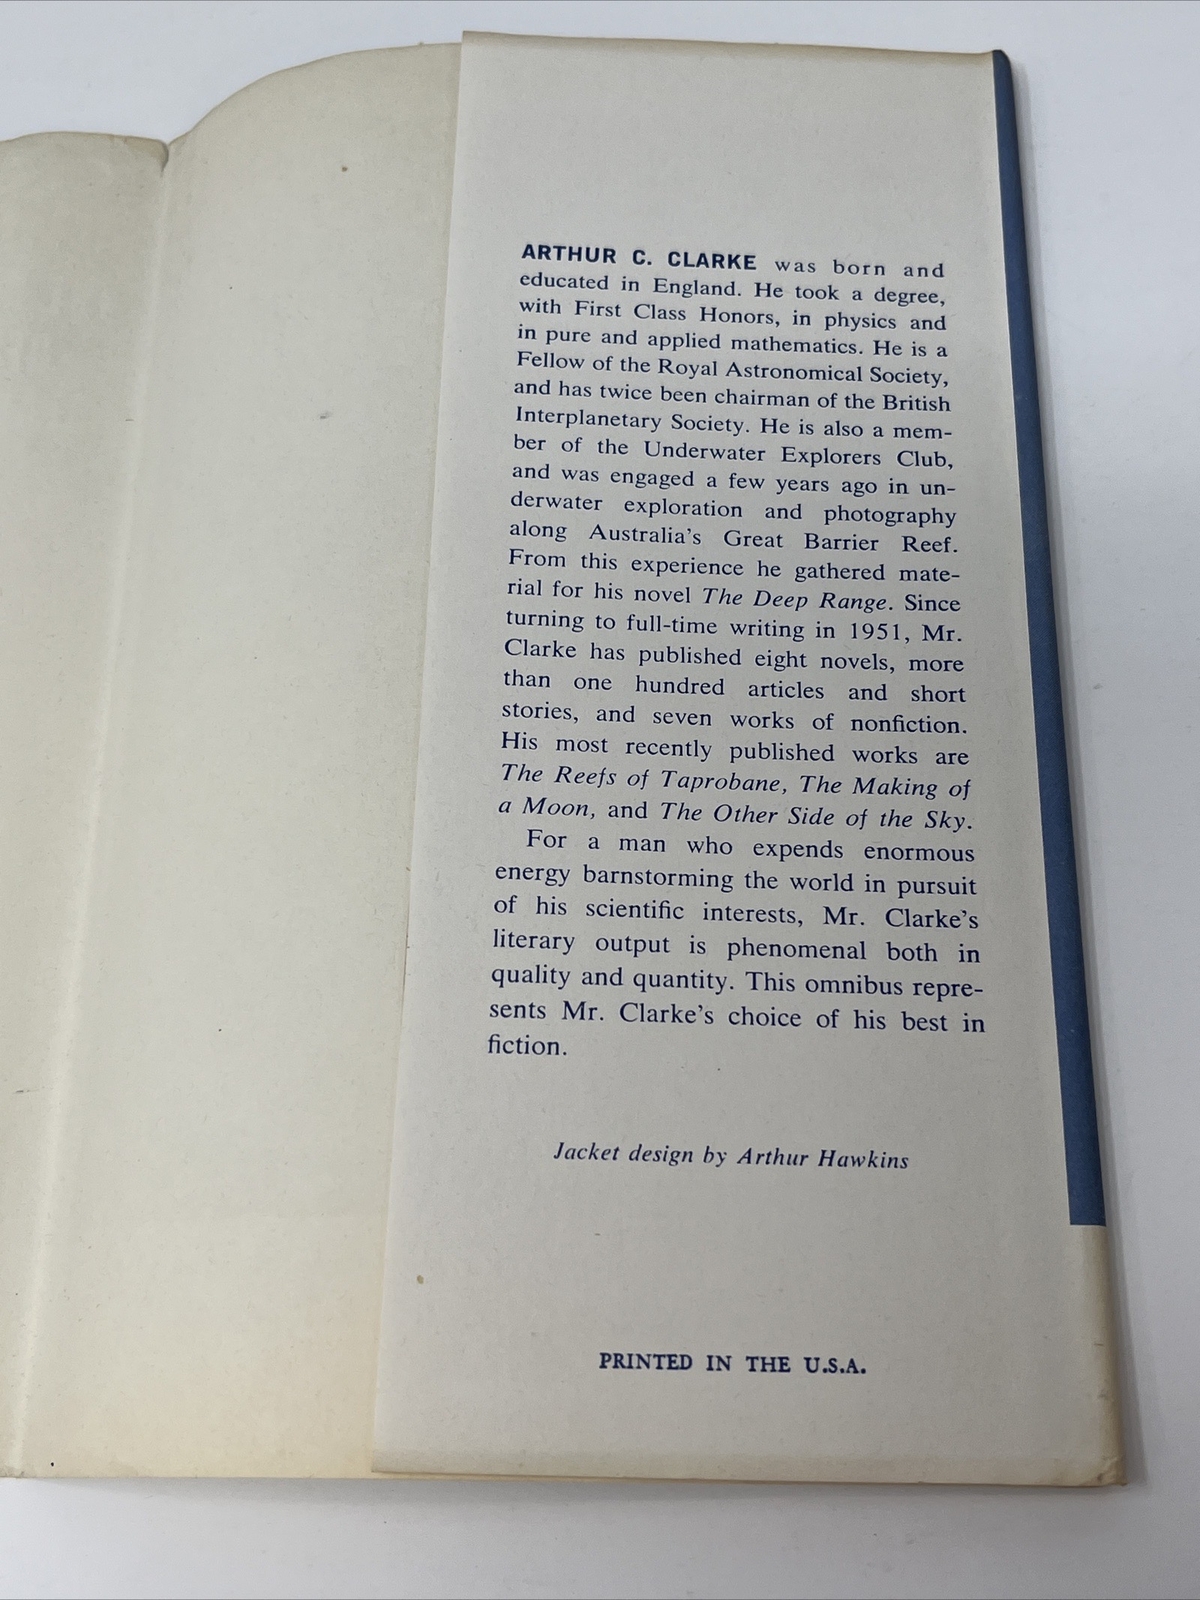 ARTHUR C. CLARKE was born and
educated in England. He took a degree,
with First Class Honors, in physics and
in pure and applied mathematics. He is a
Fellow of the Royal Astronomical Society,
and has twice been chairman of the British
Interplanetary Society. He is also a mem-
ber of the Underwater Explorers Club,
and was engaged a few years ago in un-
derwater exploration and photography
along Australia's Great Barrier Reef.
From this experience he gathered mate-
rial for his novel The Deep Range. Since
turning to full-time writing in 1951, Mr.
Clarke has published eight novels, more
than one hundred articles and short
stories, and seven works of nonfiction.
His most recently published works are
The Reefs of Taprobane, The Making of
a Moon, and The Other Side of the Sky.
For a man who expends enormous
energy barnstorming the world in pursuit
of his scientific interests, Mr. Clarke's
literary output is phenomenal both in
quality and quantity. This omnibus repre-
sents Mr. Clarke's choice of his best in
fiction.
Jacket design by Arthur Hawkins
PRINTED IN THE U.S.A.